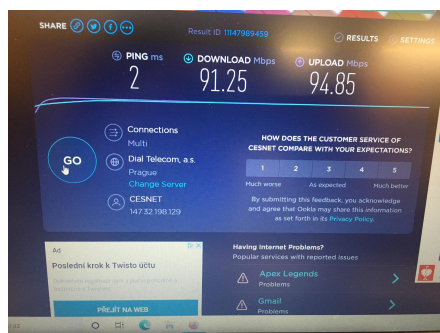 SHARE
Result ID 11147989459
RESULTS
SETTINGS
PING ms
2
DOWNLOAD Mbps
91.25
UPLOAD Mbps
94.85
GO
Connections
Multi
Dial Telecom, a.s.
Prague
Change Server
CESNET
147.32.198.129
HOW DOES THE CUSTOMER SERVICE OF
CESNET COMPARE WITH YOUR EXPECTATIONS?
1 2 3 4 5
Much worse As expected Much better
By submitting this feedback, you acknowledge
and agree that Ookla may share this information
as set forth in its Privacy Policy.
Ad
Poslední krok k Twisto účtu
PŘEJÍT NA WEB
Having Internet Problems?
Popular services with reported issues
Apex Legends
Problems
Gmail
Problems